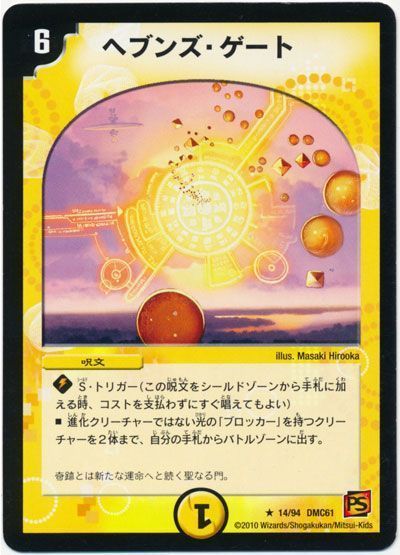 6
ヘブンズ・ゲート
illus. Masaki Hirooka
呪文
S・トリガー(この呪文をシールドゾーンから手札に加
える時、コストを支払わずにすぐ唱えてもよい)
■ 進化クリーチャーではない光の「ブロッカー」を持つクリ
ーチャーを2体まで、自分の手札からバトルゾーンに出す。
奇跡とは新たな運命へと続く聖なる門。
1
★ 14/94 DMC61
PS
©2010 Wizards/Shogakukan/Mitsui-Kids